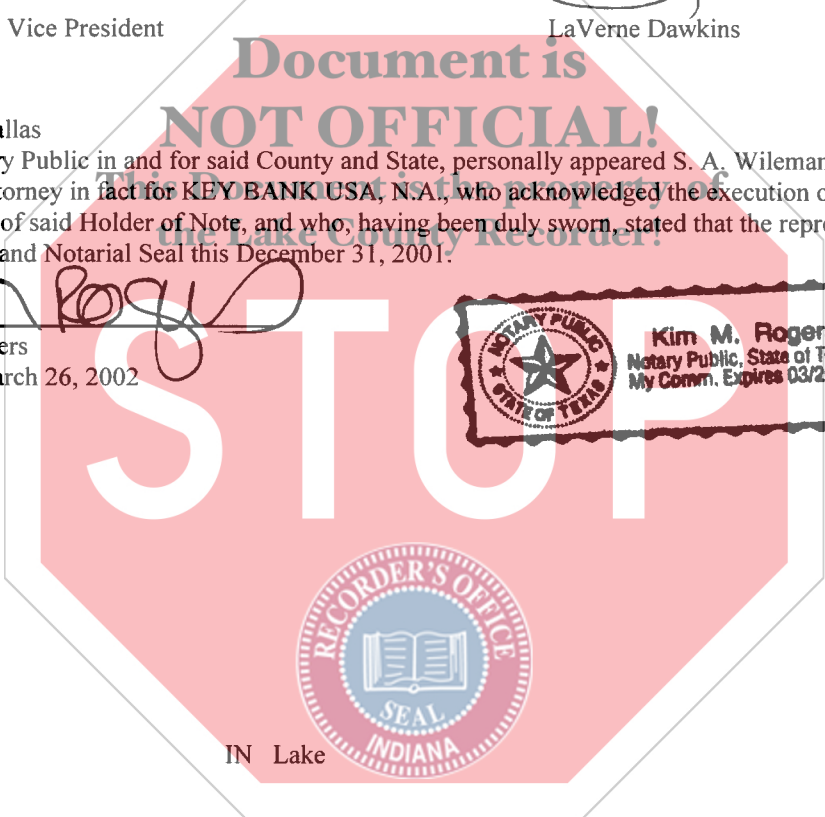 Vice President LaVerne Dawkins
Document is
NOT OFFICIAL!
allas
y Public in and for said County and State, personally appeared S. A. Wileman
torney in fact for KEY BANK USA, N.A., who acknowledged the execution o
This Document is the property of
of said Holder of Note, and who, having been duly sworn, stated that the repre
the Lake County Recorder!
and Notarial Seal this December 31, 2001.
STOP
ers
arch 26, 2002
NOTARY PUBLIC
STATE OF TEXAS
Kim M. Roger
Notary Public, State of T
My Comm. Expires 03/2
RECORDER'S OFFICE
SEAL
INDIANA
IN Lake